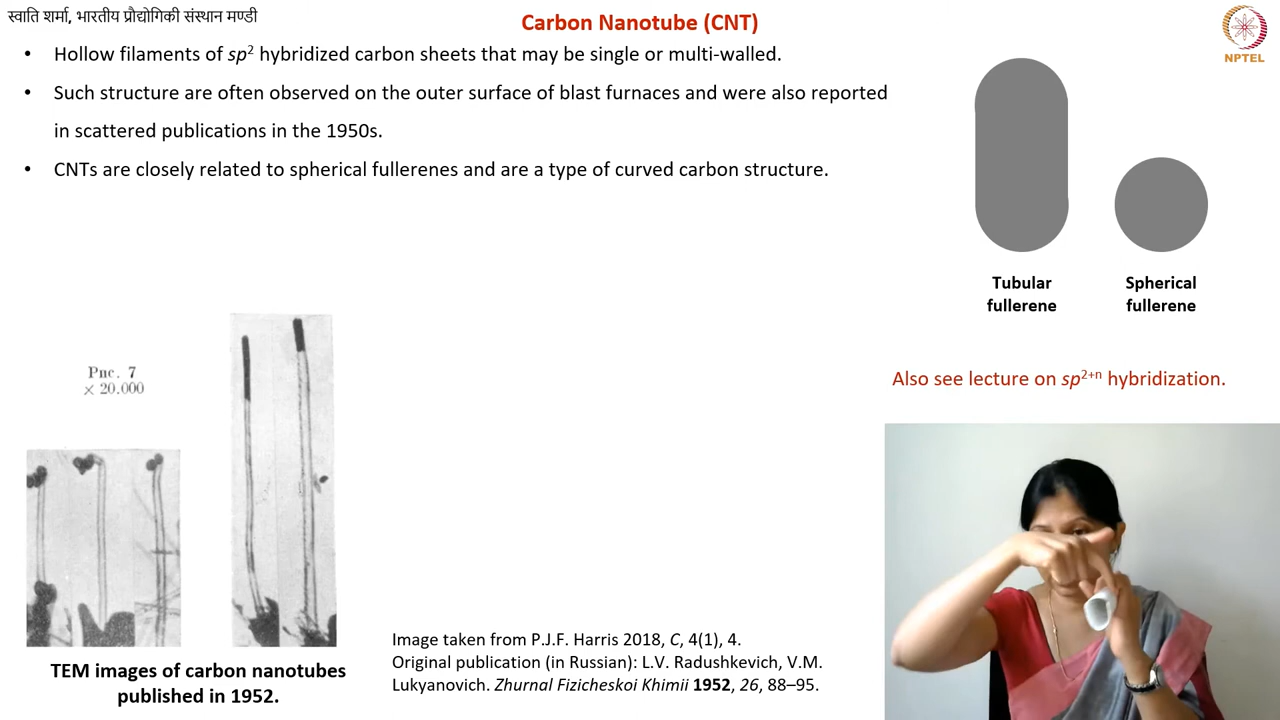 स्वाति शर्मा, भारतीय प्रौद्योगिकी संस्थान मण्डी
Carbon Nanotube (CNT)
NPTEL
• Hollow filaments of sp2 hybridized carbon sheets that may be single or multi-walled.
• Such structure are often observed on the outer surface of blast furnaces and were also reported
in scattered publications in the 1950s.
• CNTs are closely related to spherical fullerenes and are a type of curved carbon structure.
Tubular
fullerene
Spherical
fullerene
Also see lecture on sp2+n hybridization.
Рис. 7
× 20.000
TEM images of carbon nanotubes
published in 1952.
Image taken from P.J.F. Harris 2018, C, 4(1), 4.
Original publication (in Russian): L.V. Radushkevich, V.M.
Lukyanovich. Zhurnal Fizicheskoi Khimii 1952, 26, 88–95.